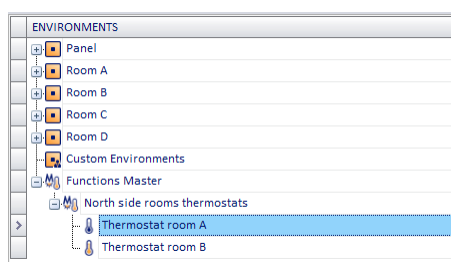 ENVIRONMENTS
Panel
Room A
Room B
Room C
Room D
Custom Environments
Functions Master
North side rooms thermostats
Thermostat room A
Thermostat room B